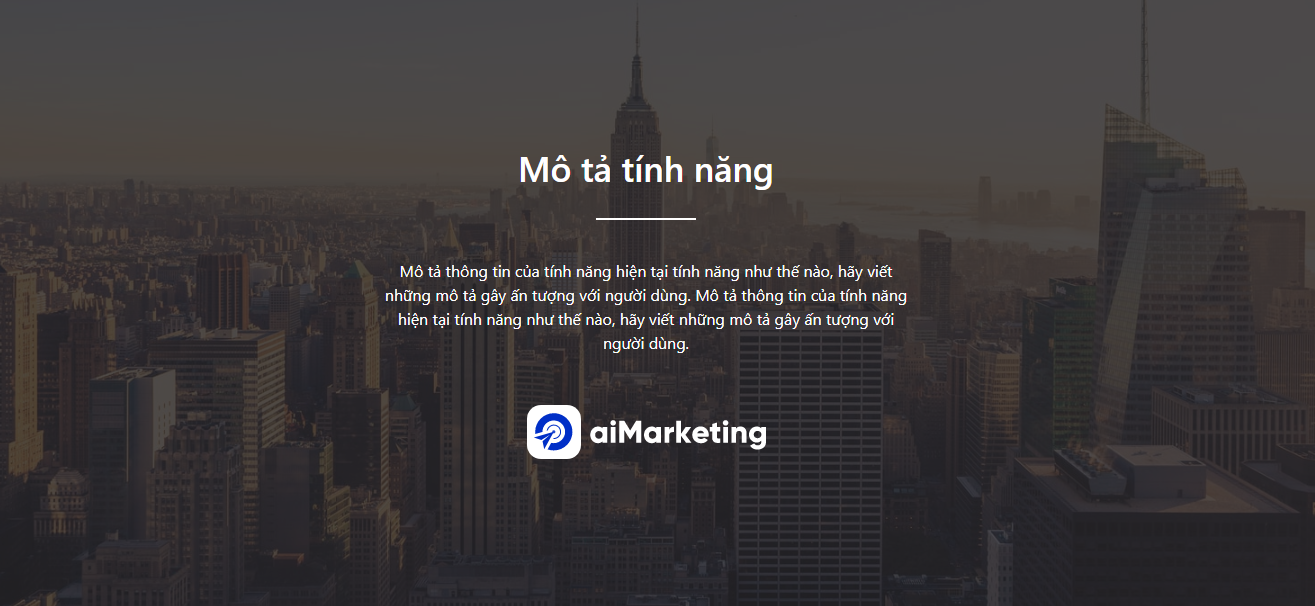 Mô tả tính năng
Mô tả thông tin của tính năng hiện tại tính năng như thế nào, hãy viết
những mô tả gây ấn tượng với người dùng. Mô tả thông tin của tính năng
hiện tại tính năng như thế nào, hãy viết những mô tả gây ấn tượng với
người dùng.
aiMarketing